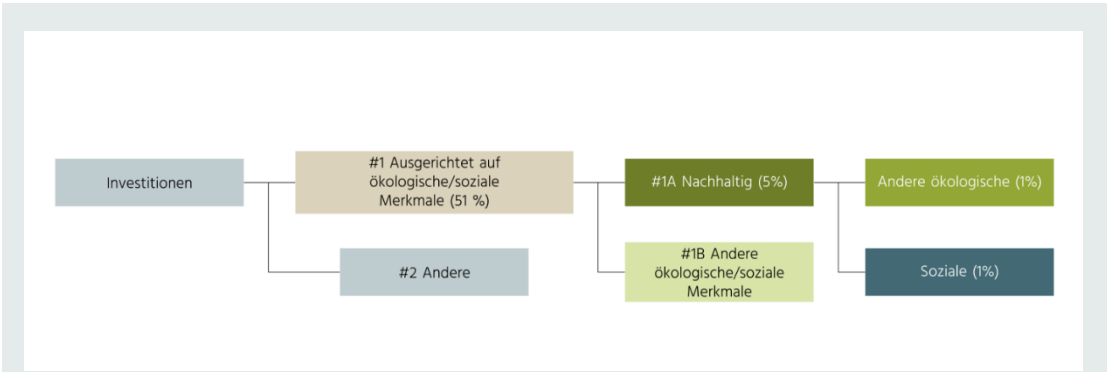 Investitionen
#1 Ausgerichtet auf
ökologische/soziale
Merkmale (51 %)
#1A Nachhaltig (5%)
Andere ökologische (1%)
#2 Andere
#1B Andere
ökologische/soziale
Merkmale
Soziale (1%)